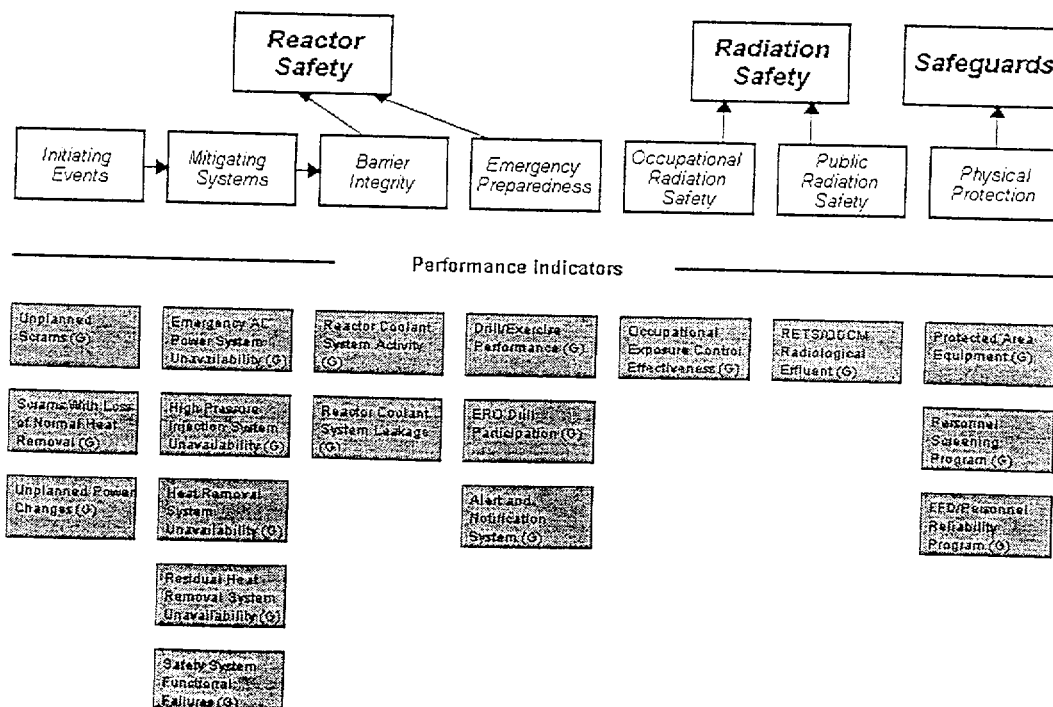 Reactor
Safety
Radiation
Safety
Safeguards
Initiating
Events
Mitigating
Systems
Barrier
Integrity
Emergency
Preparedness
Occupational
Radiation
Safety
Public
Radiation
Safety
Physical
Protection
Performance Indicators
Unplanned
Scrams (G)
Emergency AC
Power System
Unavailability (G)
Reactor Coolant
System Activity
(G)
Drill/Exercise
Performance (G)
Occupational
Exposure Control
Effectiveness (G)
RETS/ODCM
Radiological
Effluent (G)
Protected Area
Equipment (G)
Scrams With Loss
of Normal Heat
Removal (G)
High Pressure
Injection System
Unavailability (G)
Reactor Coolant
System Leakage
(G)
ERO Drill
Participation (G)
Personnel
Screening
Program (G)
Unplanned Power
Changes (G)
Heat Removal
System
Unavailability (G)
Alert and
Notification
System (G)
FFD/Personnel
Reliability
Program (G)
Residual Heat
Removal System
Unavailability (G)
Safety System
Functional
Failures (G)